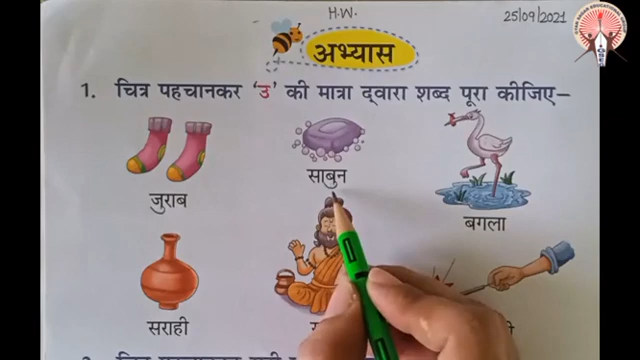 H.W.
25/09/2021
अभ्यास
1. चित्र पहचानकर ‘उ’ की मात्रा द्वारा शब्द पूरा कीजिए–
जुराब
साबुन
बगला
सराही